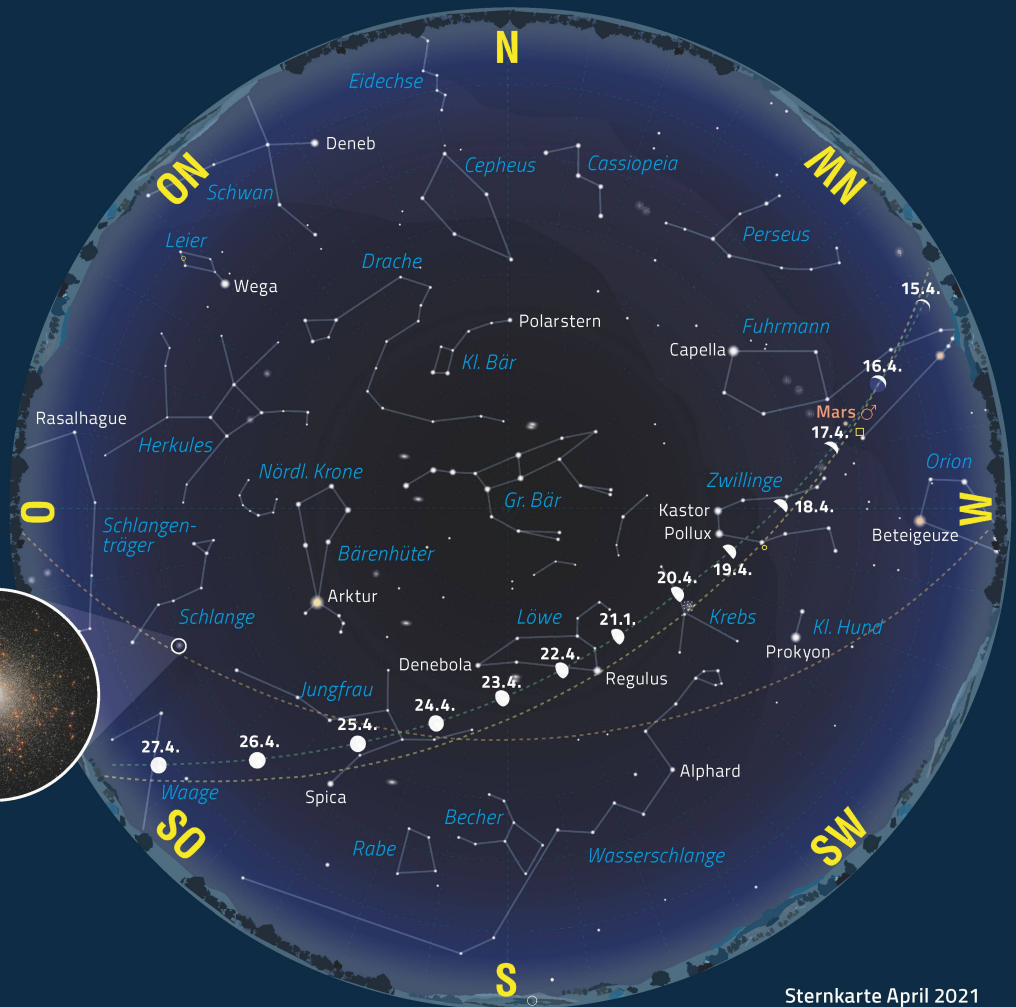 N
Eidechse
Deneb
Cepheus
Cassiopeia
NO
NW
Schwan
Leier
Perseus
Drache
Wega
15.4.
Polarstern
Fuhrmann
Capella
Kl. Bär
16.4.
Mars ♂
Rasalhague
17.4.
Herkules
Orion
Nördl. Krone
Zwillinge
Gr. Bär
18.4.
Kastor
O
W
Schlangen-
träger
Pollux
Beteigeuze
Bärenhüter
19.4.
20.4.
Arktur
Schlange
Löwe
21.1.
Krebs
Kl. Hund
Prokyon
22.4.
Denebola
Regulus
23.4.
Jungfrau
24.4.
25.4.
26.4.
27.4.
Alphard
Waage
Spica
Becher
SO
SW
Rabe
Wasserschlange
S
Sternkarte April 2021